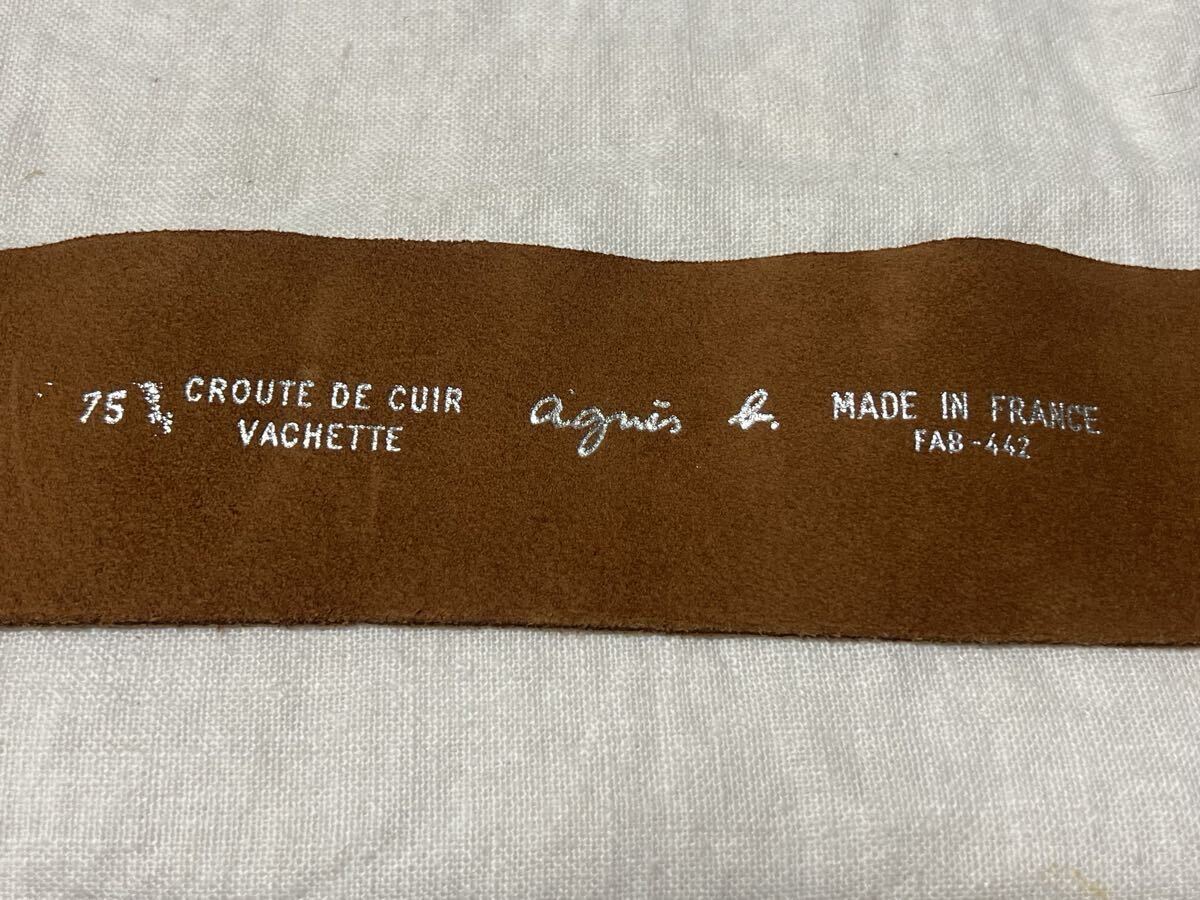 75
CROUTE DE CUIR
VACHETTE
agnès b.
MADE IN FRANCE
FAB-442